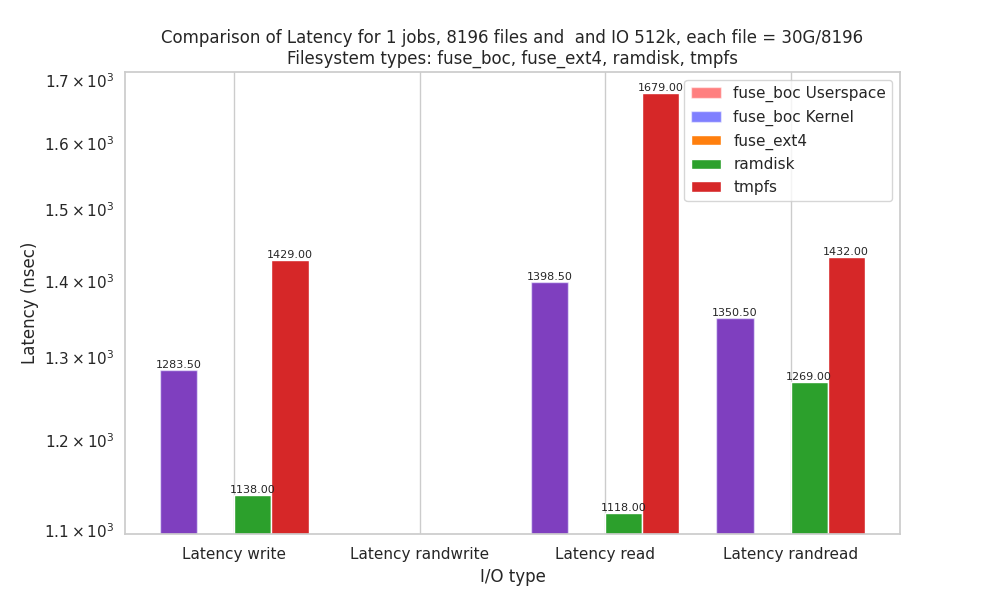 Comparison of Latency for 1 jobs, 8196 files and  and IO 512k, each file = 30G/8196
Filesystem types: fuse_boc, fuse_ext4, ramdisk, tmpfs
1.7 × 10³
1.6 × 10³
1.5 × 10³
1.4 × 10³
1.3 × 10³
1.2 × 10³
1.1 × 10³
Latency (nsec)
1283.50
1138.00
1429.00
1398.50
1118.00
1679.00
1350.50
1269.00
1432.00
fuse_boc Userspace
fuse_boc Kernel
fuse_ext4
ramdisk
tmpfs
Latency write
Latency randwrite
Latency read
Latency randread
I/O type